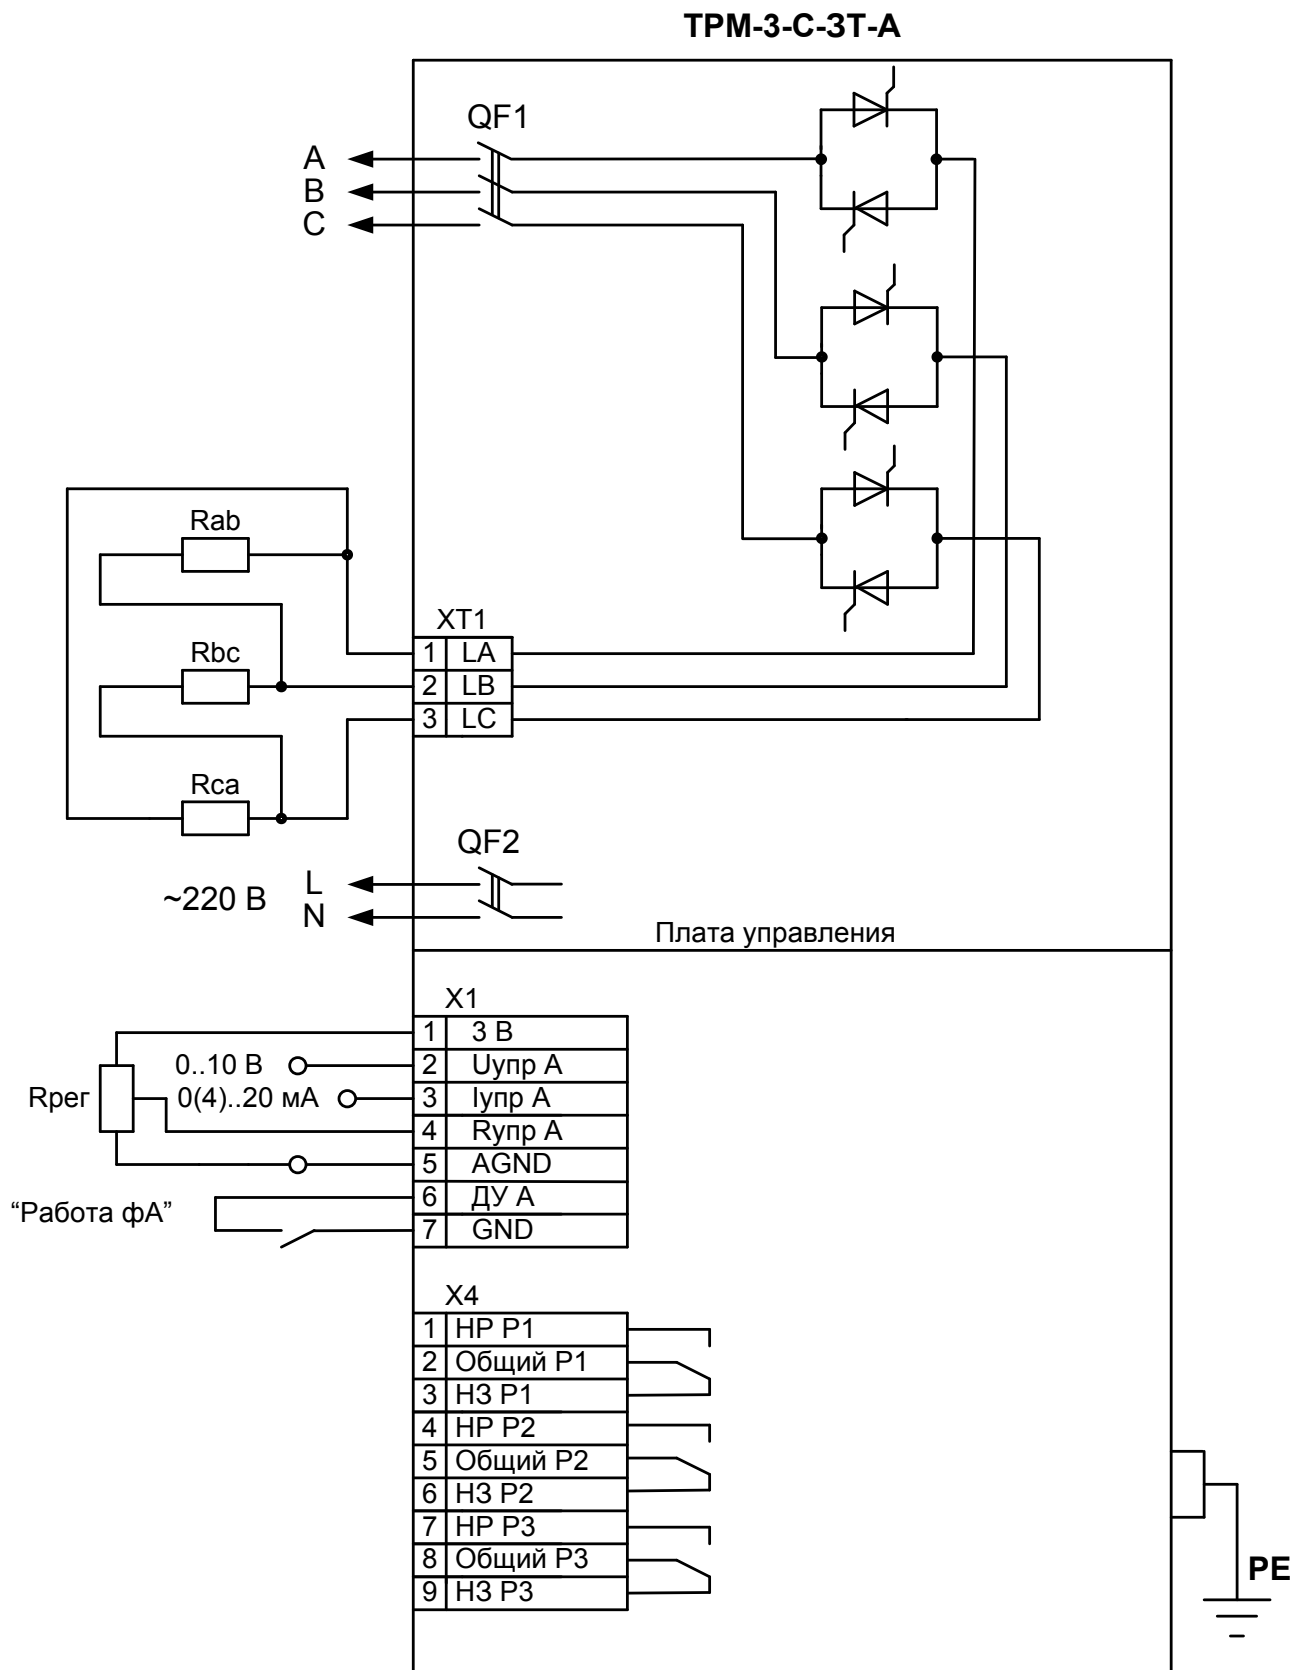 ТРМ-3-С-3Т-А
QF1
A
B
C
Rab
Rbc
Rca
XT1
1 LA
2 LB
3 LC
QF2
~220 В
L
N
Плата управления
X1
1 3 В
2 Uупр А
3 Iупр А
4 Rупр А
5 AGND
6 ДУ А
7 GND
0..10 В
0(4)..20 мА
Rрег
“Работа фА”
X4
1 НР Р1
2 Общий Р1
3 НЗ Р1
4 НР Р2
5 Общий Р2
6 НЗ Р2
7 НР Р3
8 Общий Р3
9 НЗ Р3
PE